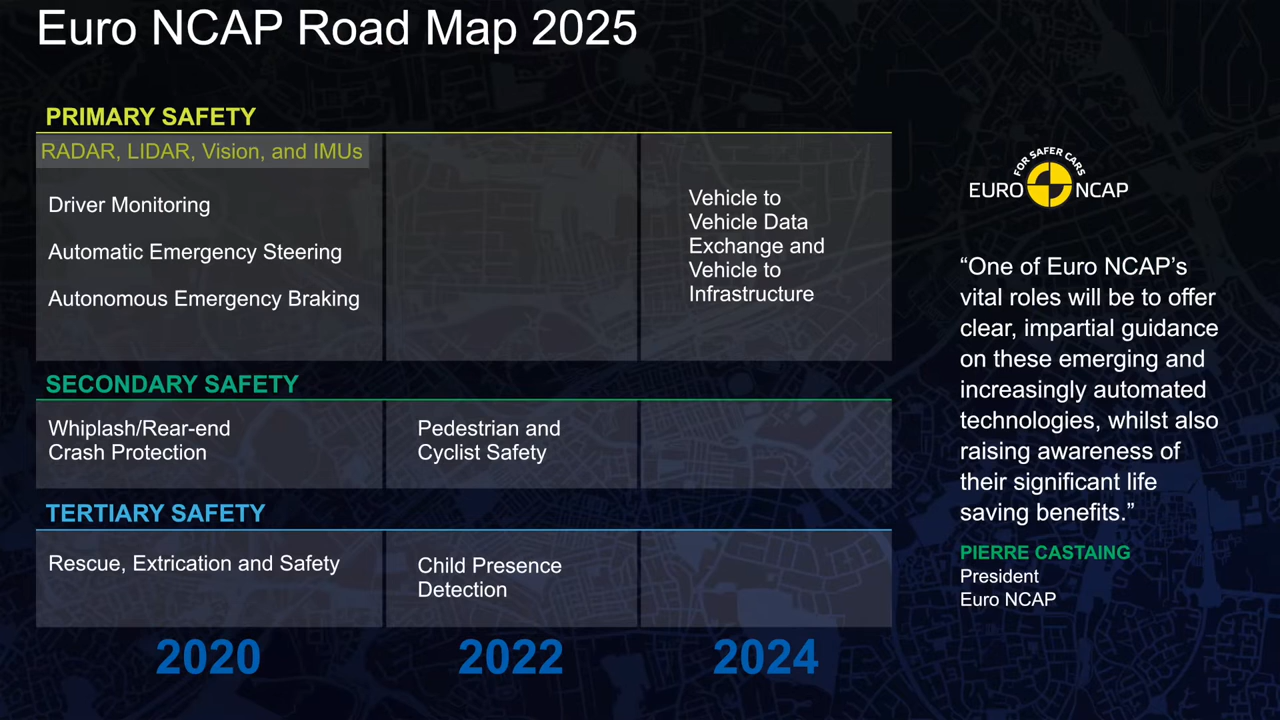 Euro NCAP Road Map 2025
PRIMARY SAFETY
RADAR, LIDAR, Vision, and IMUs
Driver Monitoring
Automatic Emergency Steering
Autonomous Emergency Braking
Vehicle to
Vehicle Data
Exchange and
Vehicle to
Infrastructure
SECONDARY SAFETY
Whiplash/Rear-end
Crash Protection
Pedestrian and
Cyclist Safety
TERTIARY SAFETY
Rescue, Extrication and Safety
Child Presence
Detection
2020
2022
2024
FOR SAFER CARS
EURO NCAP
“One of Euro NCAP’s
vital roles will be to offer
clear, impartial guidance
on these emerging and
increasingly automated
technologies, whilst also
raising awareness of
their significant life
saving benefits.”
PIERRE CASTAING
President
Euro NCAP